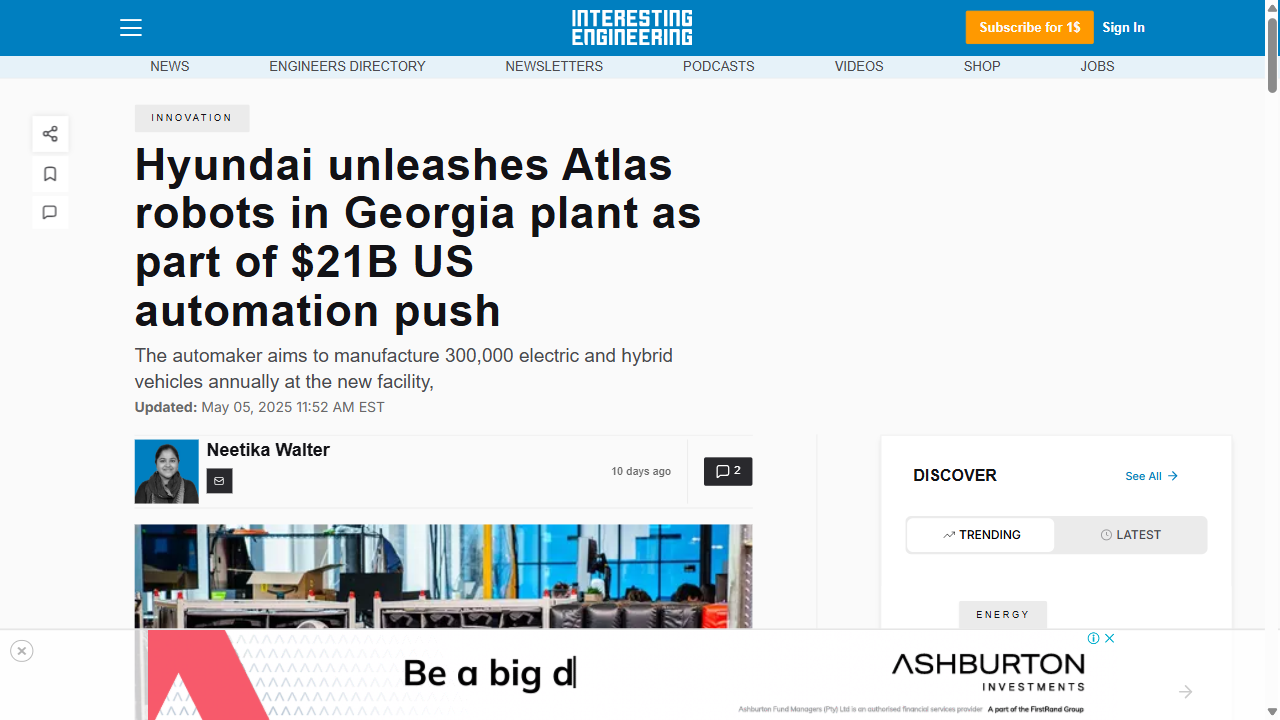 INTERESTING
ENGINEERING
Subscribe for 1$
Sign In
NEWS
ENGINEERS DIRECTORY
NEWSLETTERS
PODCASTS
VIDEOS
SHOP
JOBS
INNOVATION
Hyundai unleashes Atlas
robots in Georgia plant as
part of $21B US
automation push
The automaker aims to manufacture 300,000 electric and hybrid
vehicles annually at the new facility,
Updated: May 05, 2025 11:52 AM EST
Neetika Walter
10 days ago
2
DISCOVER
See All
TRENDING
LATEST
ENERGY
Be a big d
ASHBURTON
INVESTMENTS
Ashburton Fund Managers (Pty) Ltd is an authorised financial services provider A part of the FirstRand Group